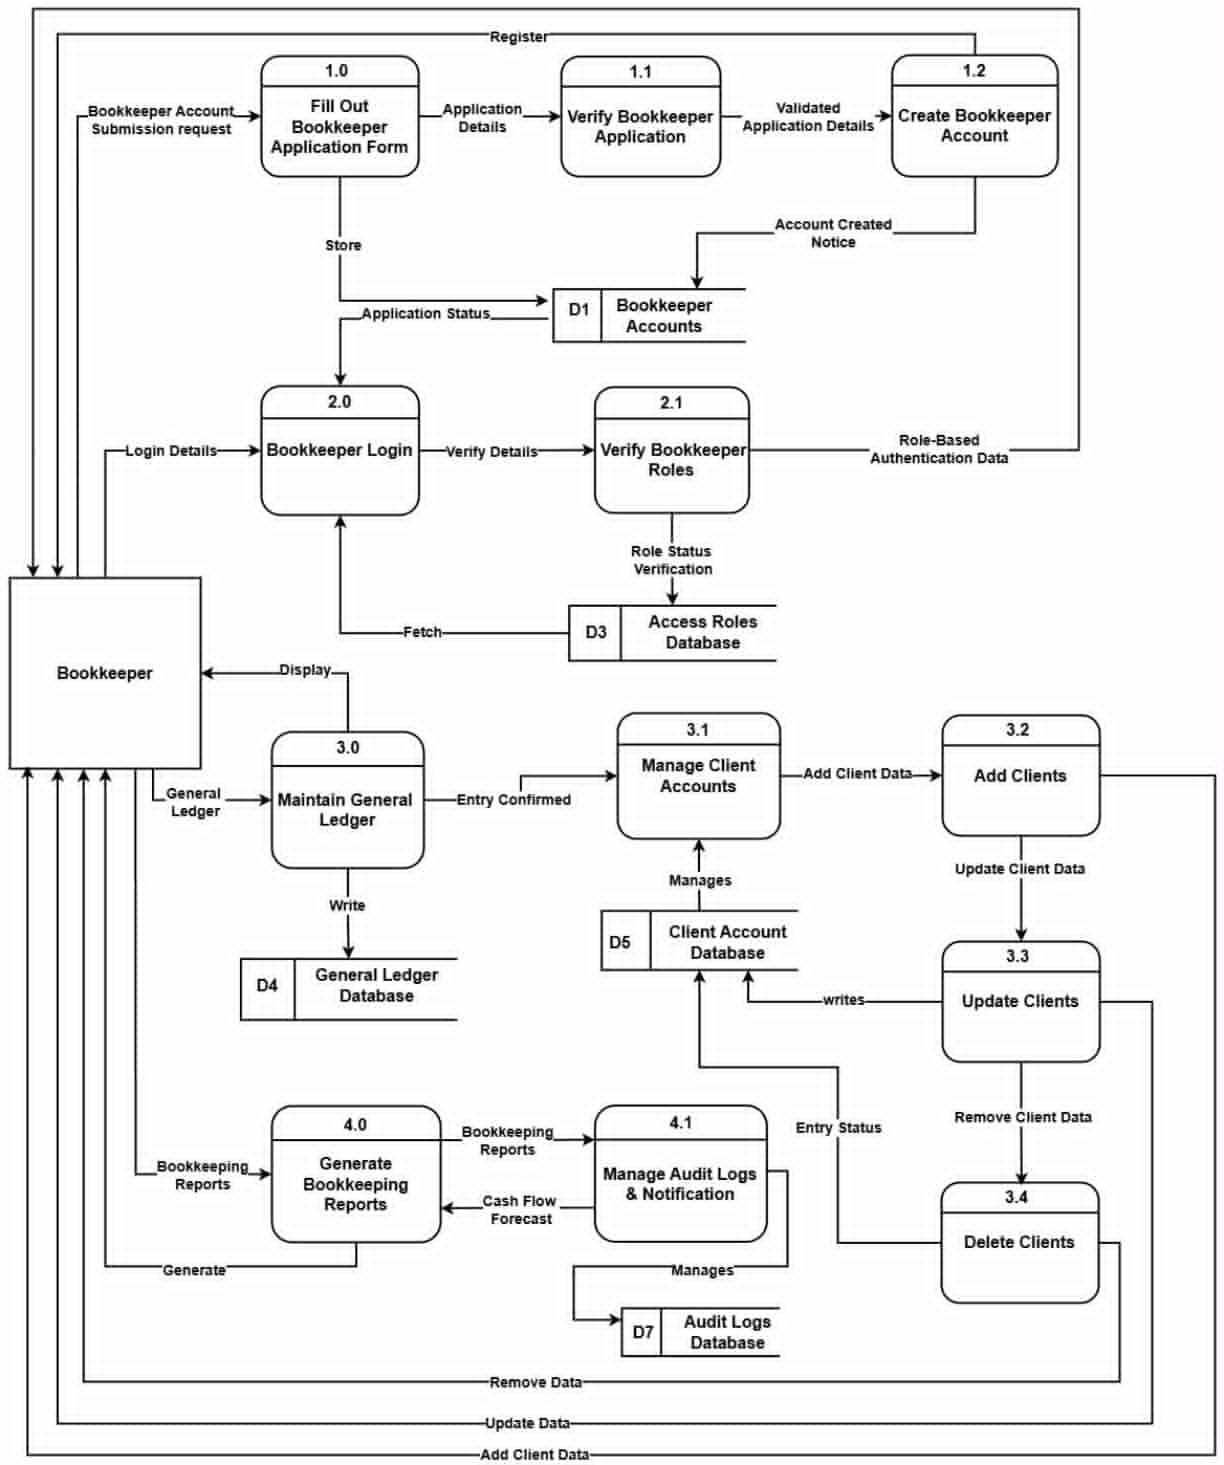 Register
1.0
Fill Out
Bookkeeper
Application Form
1.1
Verify Bookkeeper
Application
1.2
Create Bookkeeper
Account
Bookkeeper Account
Submission request
Application
Details
Validated
Application Details
Store
Account Created
Notice
D1
Bookkeeper
Accounts
Application Status
2.0
Bookkeeper Login
2.1
Verify Bookkeeper
Roles
Login Details
Verify Details
Role-Based
Authentication Data
Role Status
Verification
Fetch
D3
Access Roles
Database
Bookkeeper
Display
3.0
Maintain General
Ledger
General
Ledger
Entry Confirmed
3.1
Manage Client
Accounts
Add Client Data
3.2
Add Clients
Update Client Data
Manages
Write
D5
Client Account
Database
D4
General Ledger
Database
3.3
Update Clients
writes
Remove Client Data
Entry Status
4.0
Generate
Bookkeeping
Reports
Bookkeeping
Reports
4.1
Manage Audit Logs
& Notification
Bookkeeping
Reports
Cash Flow
Forecast
3.4
Delete Clients
Generate
Manages
D7
Audit Logs
Database
Remove Data
Update Data
Add Client Data